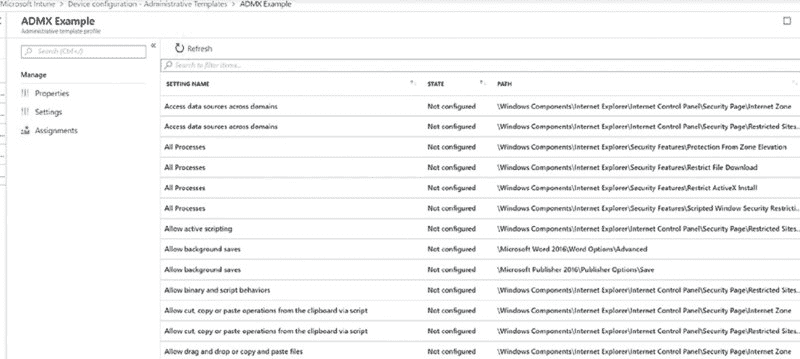 Microsoft Intune > Device configuration - Administrative Templates > ADMX Example
ADMX Example
Administrative template profile
Search (Ctrl+/)
«
Refresh
Search to filter items...
Manage
Properties
Settings
Assignments
SETTING NAME STATE PATH
Access data sources across domains Not configured \Windows Components\Internet Explorer\Internet Control Panel\Security Page\Internet Zone
Access data sources across domains Not configured \Windows Components\Internet Explorer\Internet Control Panel\Security Page\Restricted Sites...
All Processes Not configured \Windows Components\Internet Explorer\Security Features\Protection From Zone Elevation
All Processes Not configured \Windows Components\Internet Explorer\Security Features\Restrict File Download
All Processes Not configured \Windows Components\Internet Explorer\Security Features\Restrict ActiveX Install
All Processes Not configured \Windows Components\Internet Explorer\Security Features\Scripted Window Security Restricti...
Allow active scripting Not configured \Windows Components\Internet Explorer\Internet Control Panel\Security Page\Restricted Sites...
Allow background saves Not configured \Microsoft Word 2016\Word Options\Advanced
Allow background saves Not configured \Microsoft Publisher 2016\Publisher Options\Save
Allow binary and script behaviors Not configured \Windows Components\Internet Explorer\Internet Control Panel\Security Page\Restricted Sites...
Allow cut, copy or paste operations from the clipboard via script Not configured \Windows Components\Internet Explorer\Internet Control Panel\Security Page\Internet Zone
Allow cut, copy or paste operations from the clipboard via script Not configured \Windows Components\Internet Explorer\Internet Control Panel\Security Page\Restricted Sites...
Allow drag and drop or copy and paste files Not configured \Windows Components\Internet Explorer\Internet Control Panel\Security Page\Internet Zone